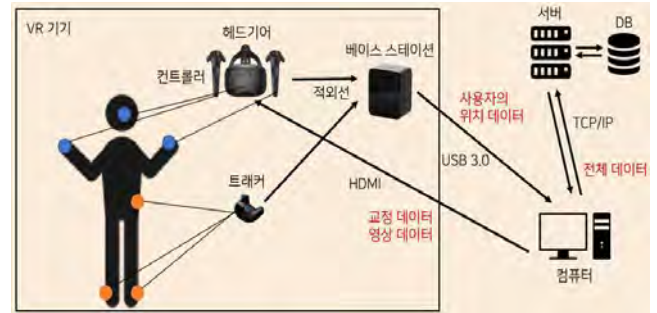 VR 기기
헤드기어
컨트롤러
적외선
베이스 스테이션
트래커
HDMI
교정 데이터
영상 데이터
사용자의
위치 데이터
USB 3.0
서버
DB
TCP/IP
전체 데이터
컴퓨터